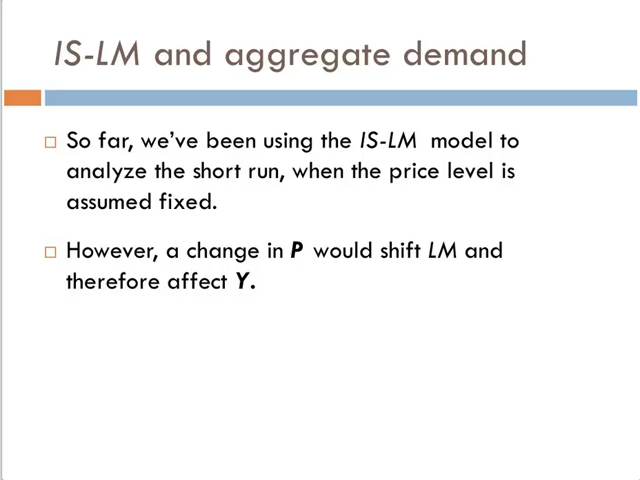 IS-LM and aggregate demand
So far, we've been using the IS-LM model to
analyze the short run, when the price level is
assumed fixed.
However, a change in P would shift LM and
therefore affect Y.